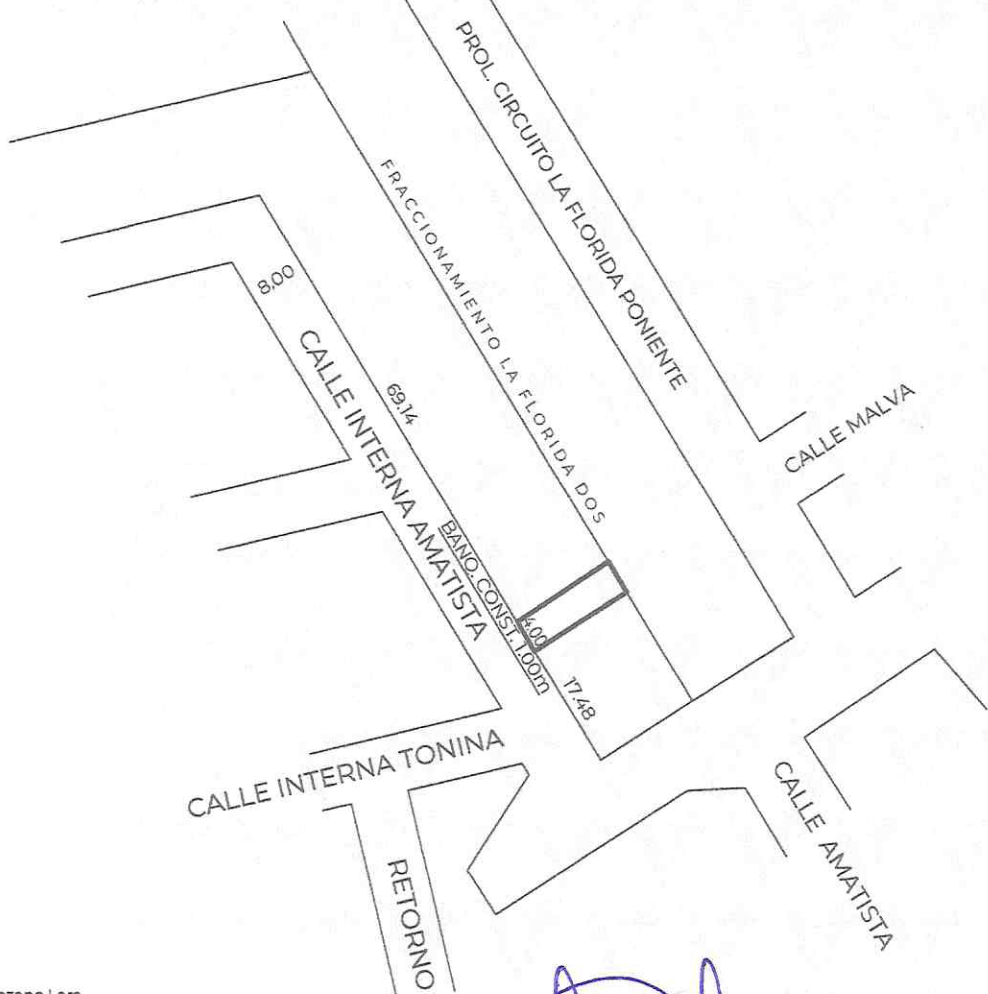 PROL. CIRCUITO LA FLORIDA PONIENTE
FRACCIONAMIENTO LA FLORIDA DOS
8.00
CALLE INTERNA AMATISTA
69.14
CALLE MALVA
BANQ. CONST. 1.00m
4.00
17.48
CALLE INTERNA TONINA
CALLE AMATISTA
RETORNO